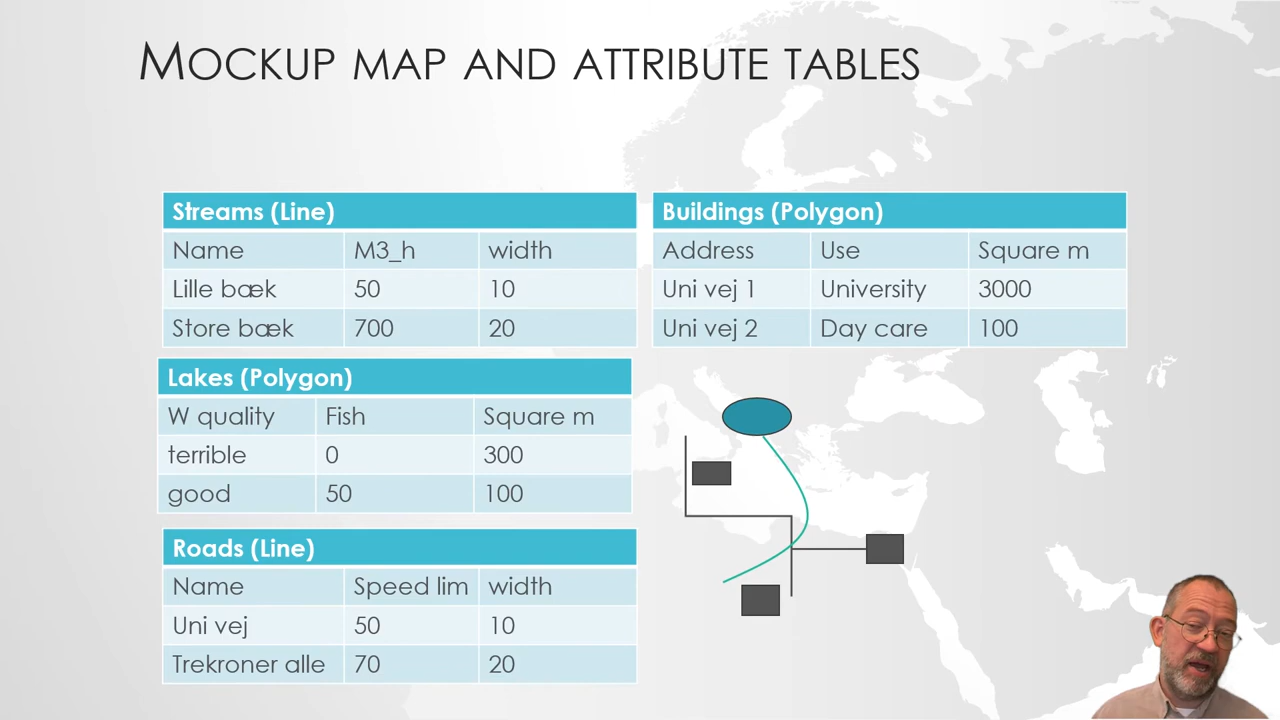 MOCKUP MAP AND ATTRIBUTE TABLES
Streams (Line)
Name M3_h width
Lille bæk 50 10
Store bæk 700 20
Buildings (Polygon)
Address Use Square m
Uni vej 1 University 3000
Uni vej 2 Day care 100
Lakes (Polygon)
W quality Fish Square m
terrible 0 300
good 50 100
Roads (Line)
Name Speed lim width
Uni vej 50 10
Trekroner alle 70 20